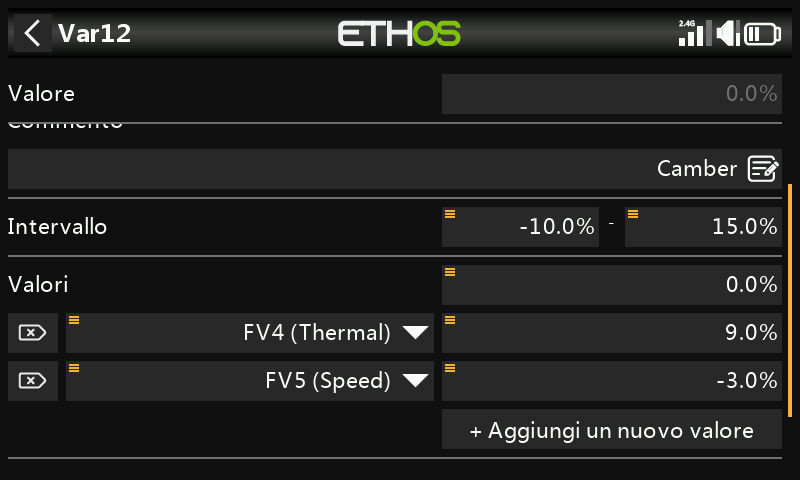 Var12
ETHOS
2.4G
Valore 0.0%
Commento
Camber
Intervallo -10.0% - 15.0%
Valori 0.0%
FV4 (Thermal) 9.0%
FV5 (Speed) -3.0%
+ Aggiungi un nuovo valore